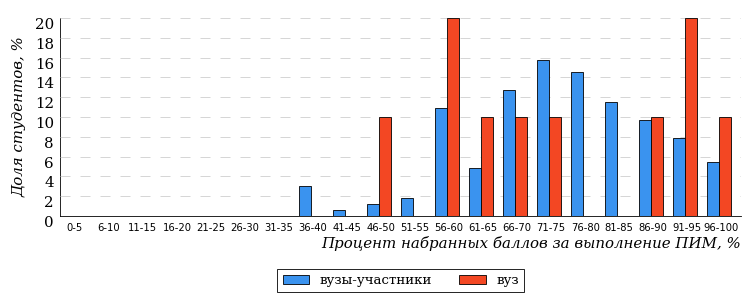 Доля студентов, %
20
18
16
14
12
10
8
6
4
2
0
0-5 6-10 11-15 16-20 21-25 26-30 31-35 36-40 41-45 46-50 51-55 56-60 61-65 66-70 71-75 76-80 81-85 86-90 91-95 96-100
Процент набранных баллов за выполнение ПИМ, %
вузы-участники вуз